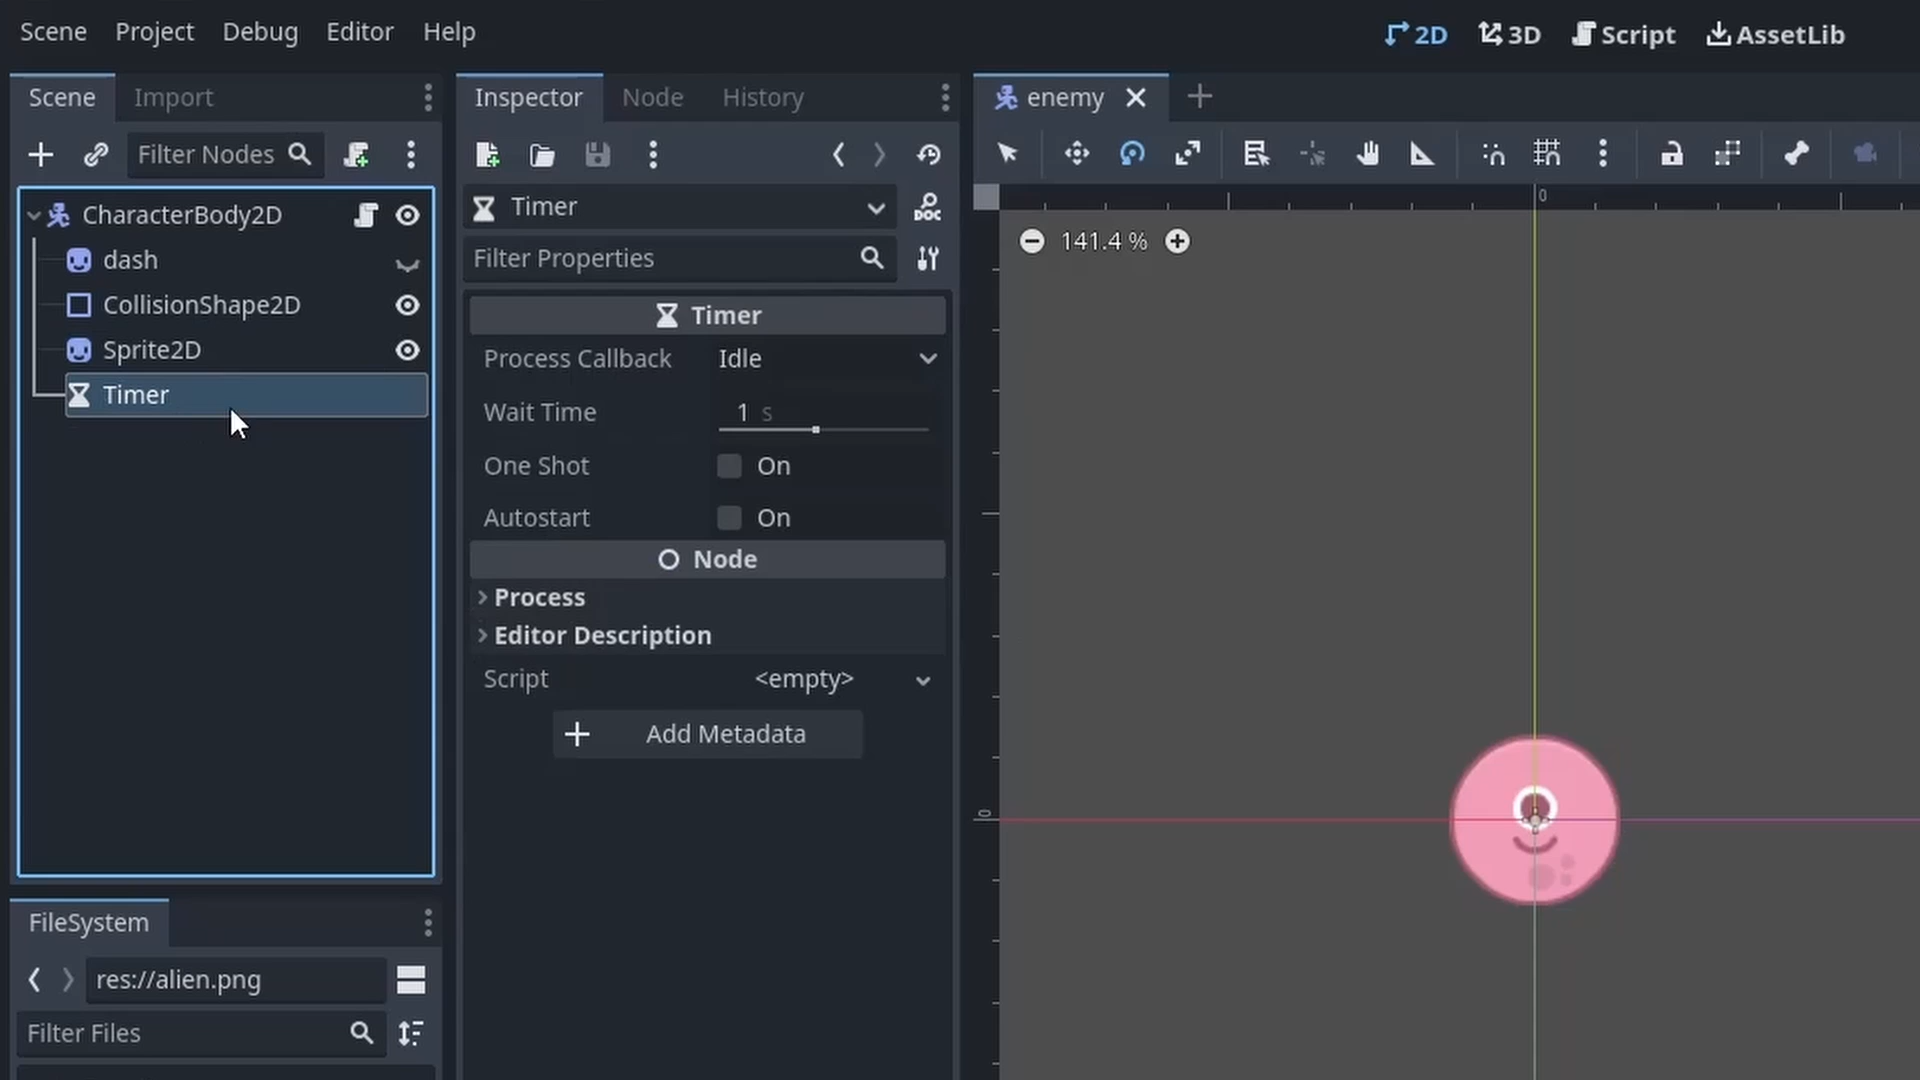 Scene Project Debug Editor Help
2D 3D Script AssetLib
Scene Import
Filter Nodes
CharacterBody2D
dash
CollisionShape2D
Sprite2D
Timer
FileSystem
res://alien.png
Filter Files
Inspector Node History
Timer
DOC
Filter Properties
Timer
Process Callback Idle
Wait Time 1 s
One Shot On
Autostart On
Node
Process
Editor Description
Script <empty>
Add Metadata
enemy
0
141.4 %
0